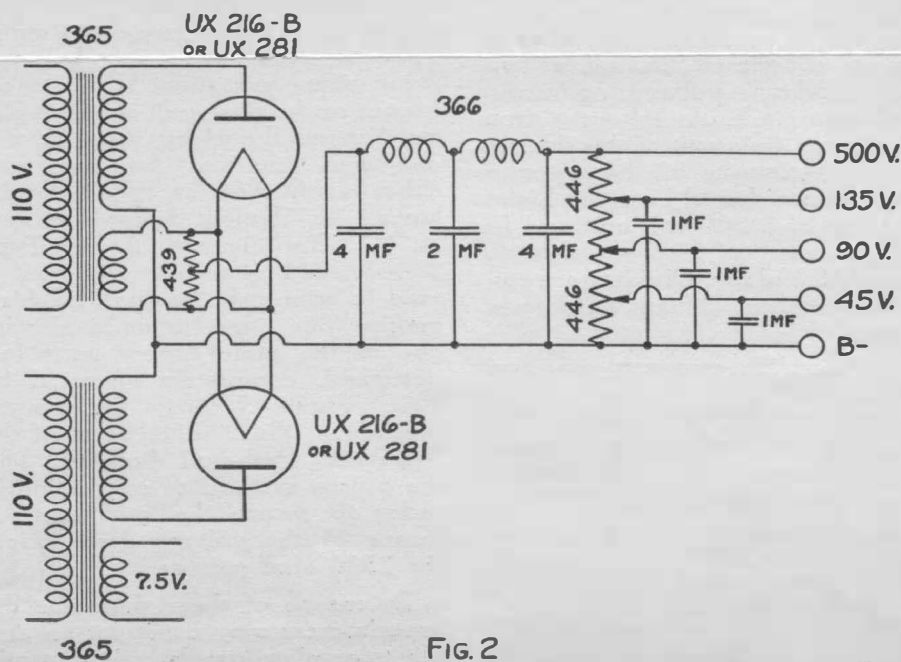 365
UX 216-B
OR UX 281
366
110 V.
439
4 MF
2 MF
4 MF
446
446
1MF
1MF
1MF
500V.
135 V.
90 V.
45 V.
B-
110 V.
UX 216-B
OR UX 281
7.5V.
365
FIG. 2